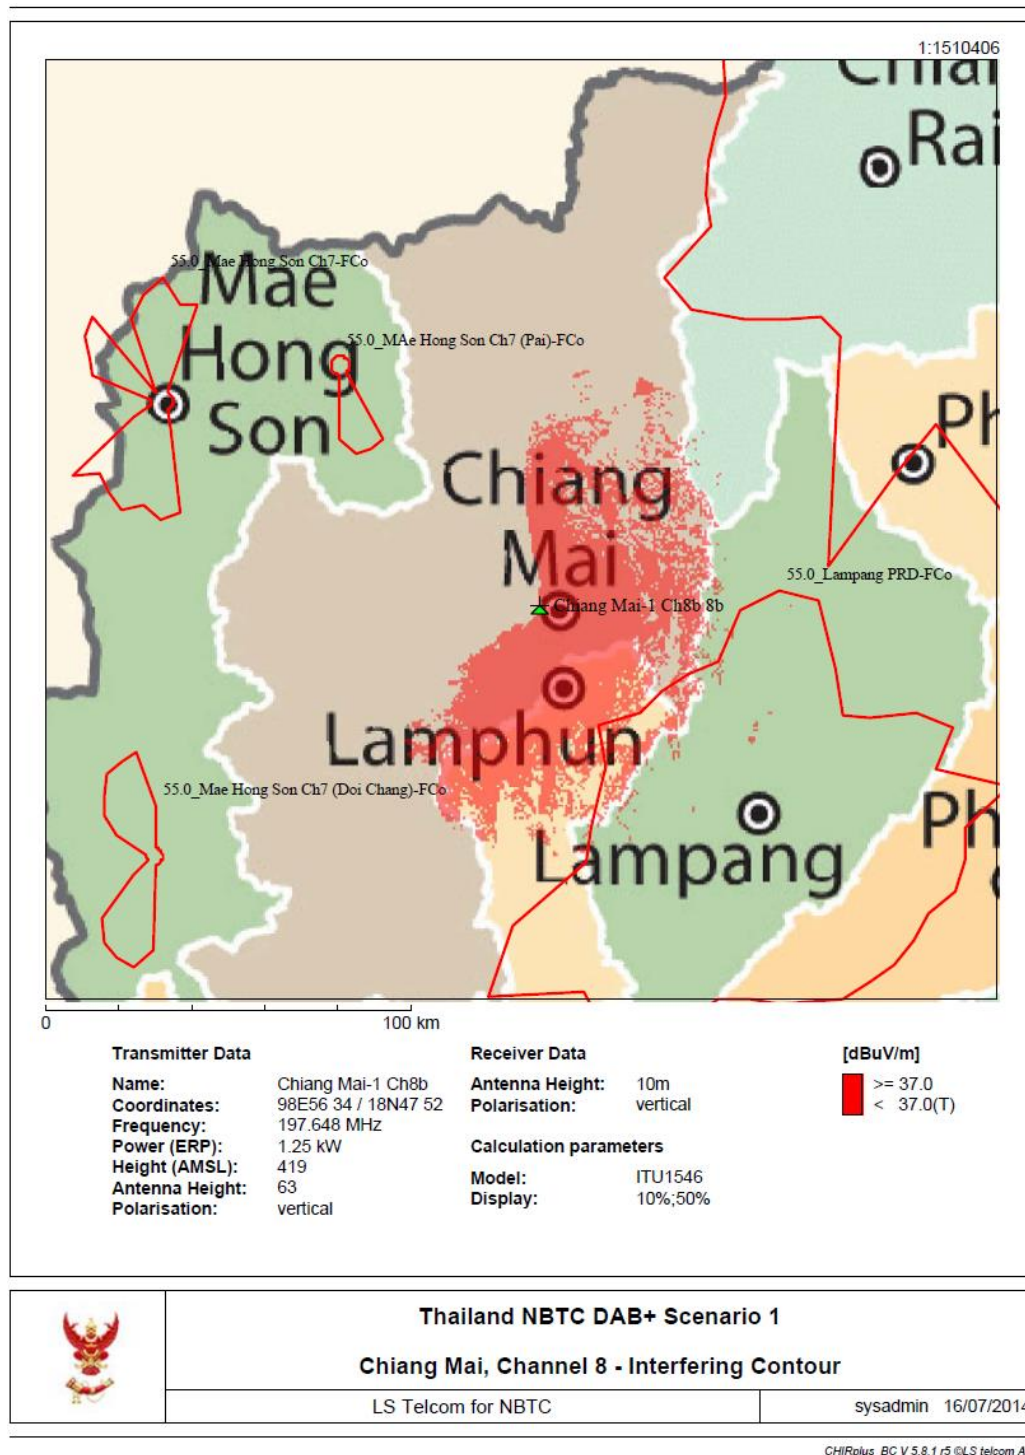 1:1510406
Chiai
Rai
55.0_Mae Hong Son Ch7-FCo
Mae
Hong
Son
55.0_MAe Hong Son Ch7 (Pai)-FCo
Ph
Chiang
Mai
55.0_Lampang PRD-FCo
Chiang Mai-1 Ch8b 8b
Lamphun
55.0_Mae Hong Son Ch7 (Doi Chang)-FCo
Ph
Lampang
0 100 km
Transmitter Data
Name: Chiang Mai-1 Ch8b
Coordinates: 98E56 34 / 18N47 52
Frequency: 197.648 MHz
Power (ERP): 1.25 kW
Height (AMSL): 419
Antenna Height: 63
Polarisation: vertical
Receiver Data
Antenna Height: 10m
Polarisation: vertical
Calculation parameters
Model: ITU1546
Display: 10%;50%
[dBuV/m]
>= 37.0
< 37.0(T)
Thailand NBTC DAB+ Scenario 1
Chiang Mai, Channel 8 - Interfering Contour
LS Telcom for NBTC
sysadmin 16/07/2014
CHIRplus_BC V 5.8.1 r5 ©LS telcom A